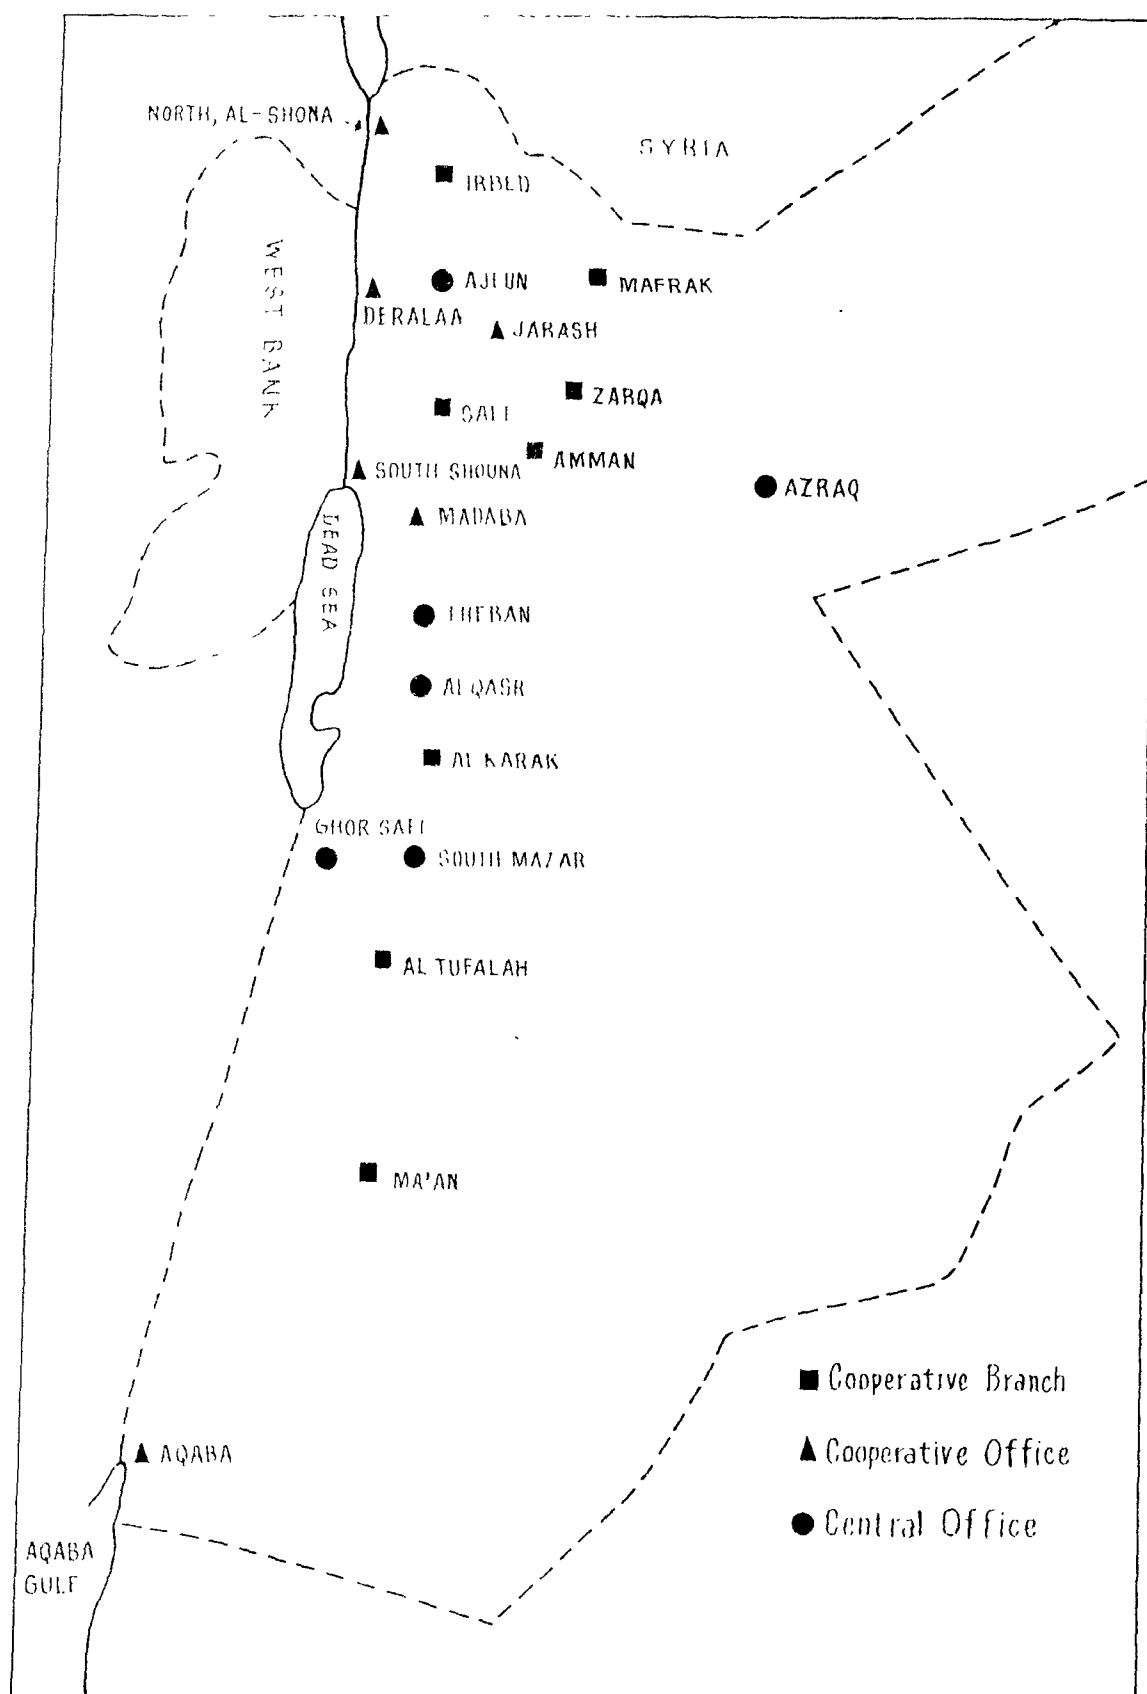 NORTH, AL-SHONA
SYRIA
IRBED
WEST BANK
AJLUN
MAFRAK
DERALAA
JARASH
ZARQA
SALT
AMMAN
SOUTH SHOUNA
AZRAQ
MADABA
DEAD SEA
THEBAN
AL QASR
AL KARAK
GHOR SAFI
SOUTH MAZAR
AL TUFALAH
MA'AN
Cooperative Branch
AQABA
Cooperative Office
Central Office
AQABA
GULF